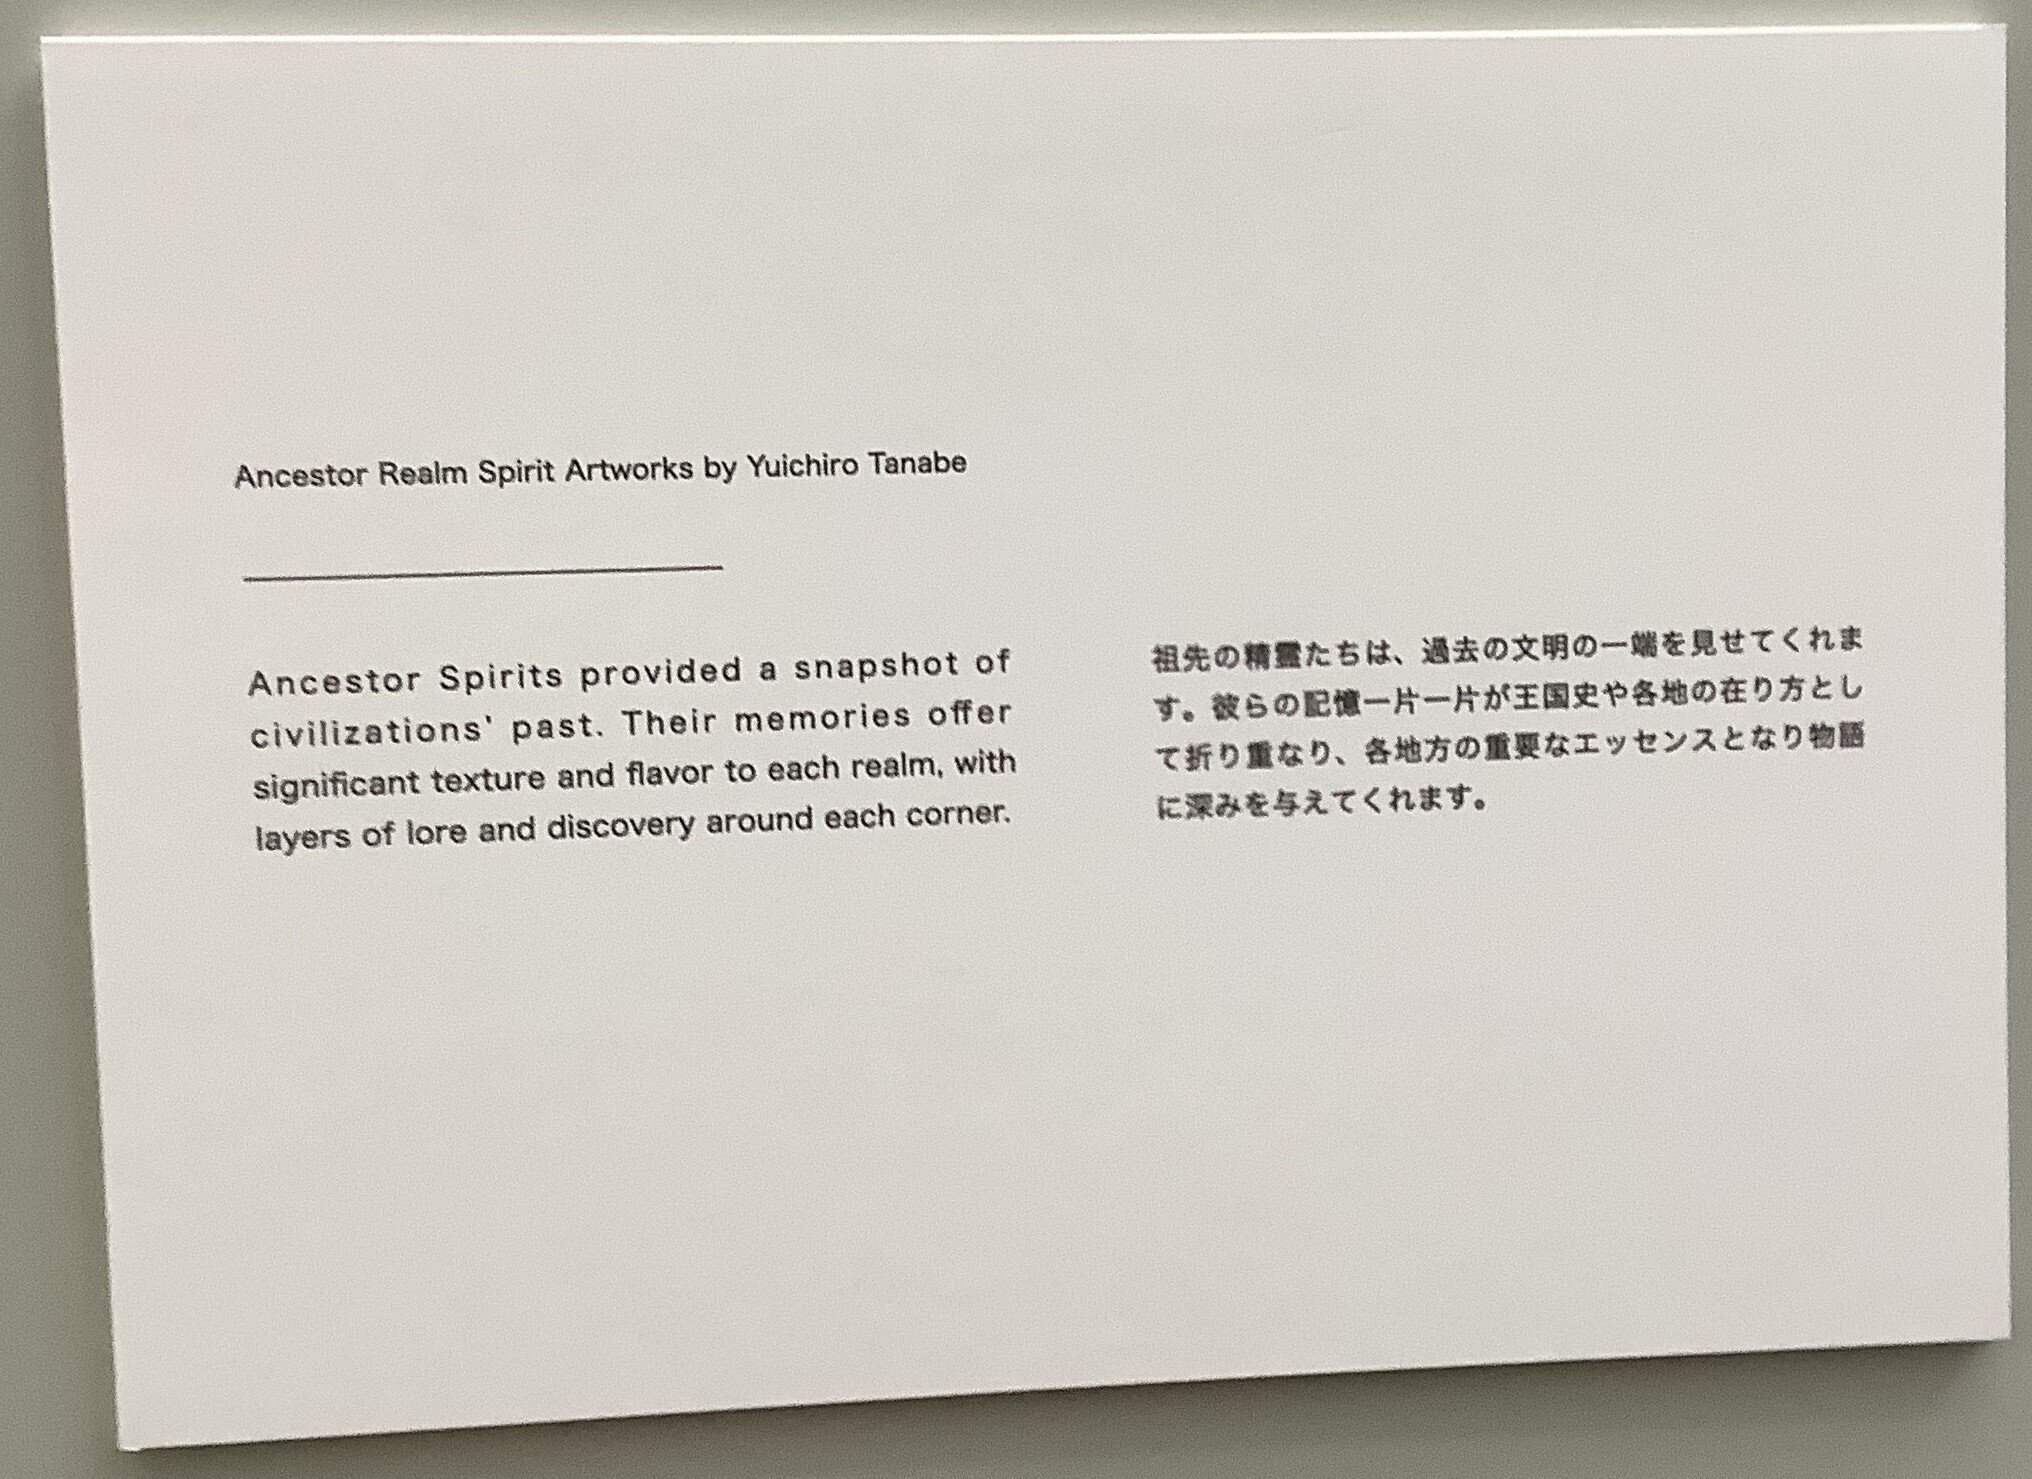 Ancestor Realm Spirit Artworks by Yuichiro Tanabe
Ancestor Spirits provided a snapshot of
civilizations' past. Their memories offer
significant texture and flavor to each realm, with
layers of lore and discovery around each corner.
祖先の精霊たちは、過去の文明の一端を見せてくれま
す。彼らの記憶一片一片が王国史や各地の在り方とし
て折り重なり、各地方の重要なエッセンスとなり物語
に深みを与えてくれます。